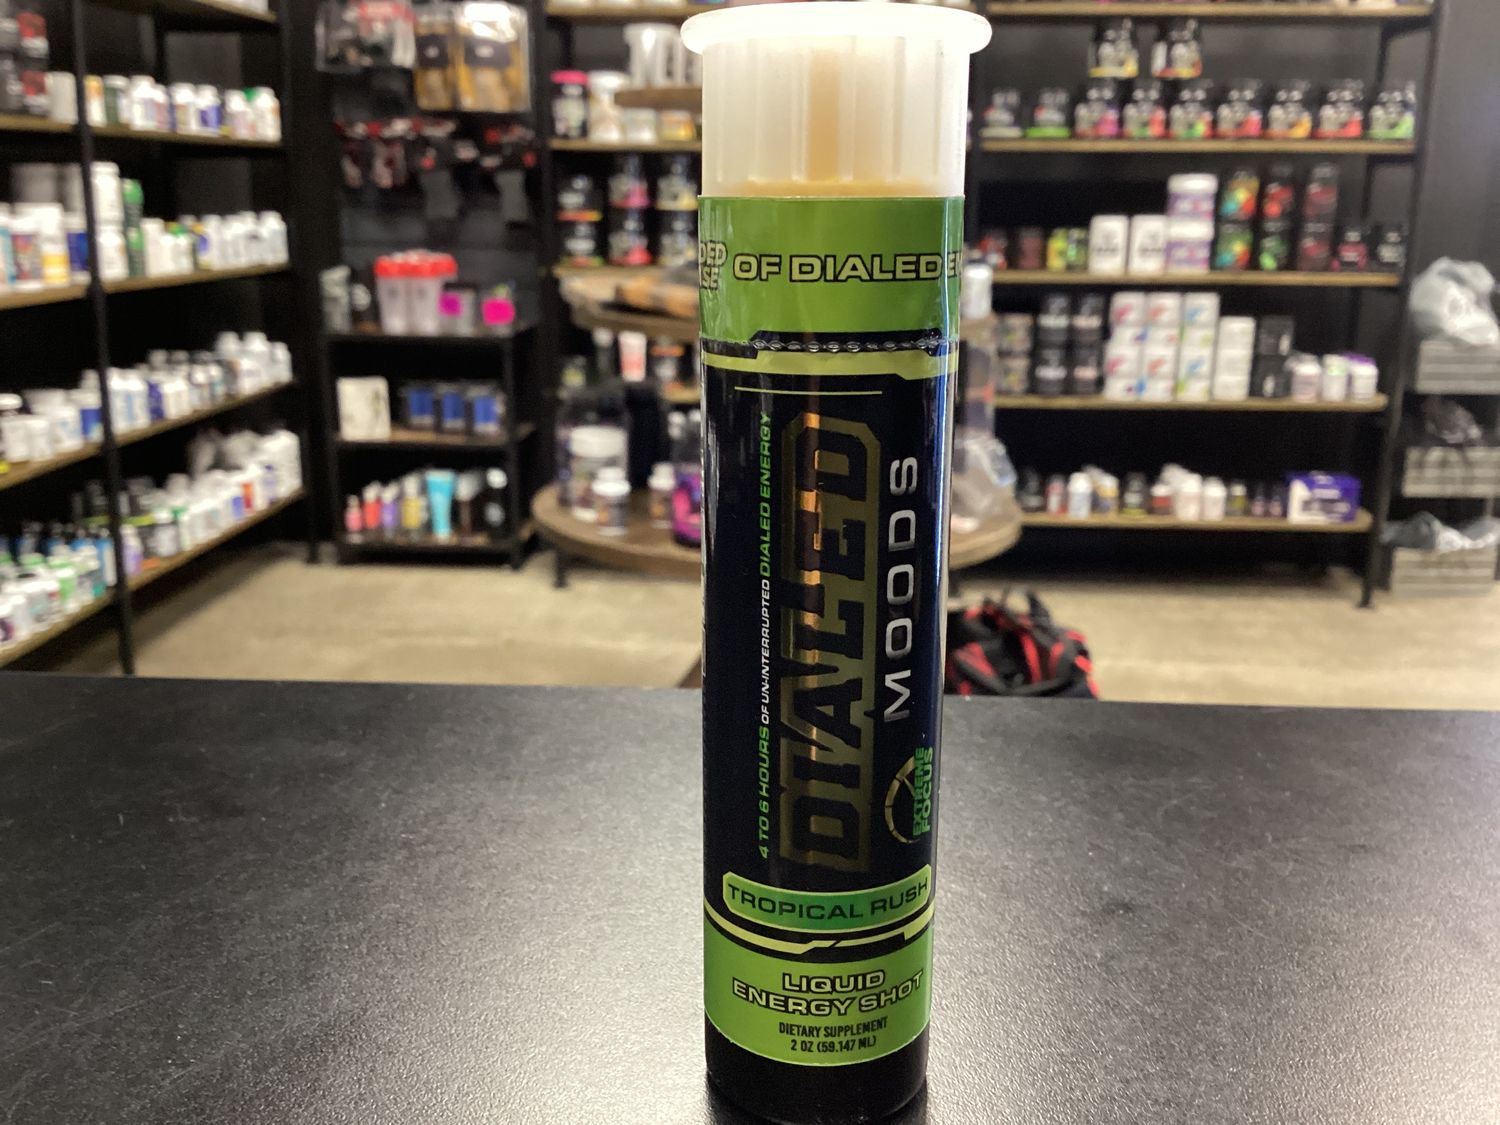 OF DIALED
4 TO 6 HOURS OF UN-INTERRUPTED DIALED ENERGY
DIALED
MOODS
EXTREME
FOCUS
TROPICAL RUSH
LIQUID
ENERGY SHOT
DIETARY SUPPLEMENT
2 OZ (59.147 ML)